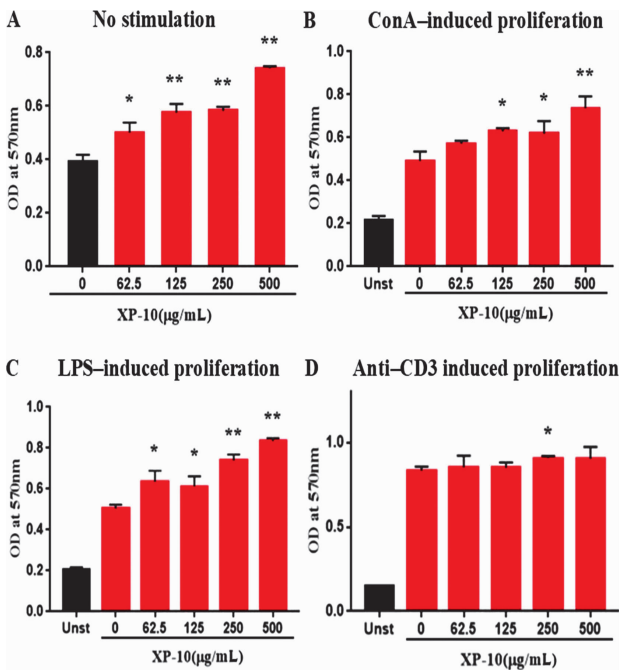 A
No stimulation
OD at 570nm
0.8
0.6
0.4
0.2
0.0
*
**
**
**
0 62.5 125 250 500
XP-10(µg/mL)
B
ConA–induced proliferation
OD at 570nm
1.0
0.8
0.6
0.4
0.2
0.0
*
*
**
Unst 0 62.5 125 250 500
XP-10(µg/mL)
C
LPS–induced proliferation
OD at 570nm
1.0
0.8
0.6
0.4
0.2
0.0
*
*
**
**
Unst 0 62.5 125 250 500
XP-10(µg/mL)
D
Anti–CD3 induced proliferation
OD at 570nm
1.0
0.5
0.0
*
Unst 0 62.5 125 250 500
XP-10(µg/mL)